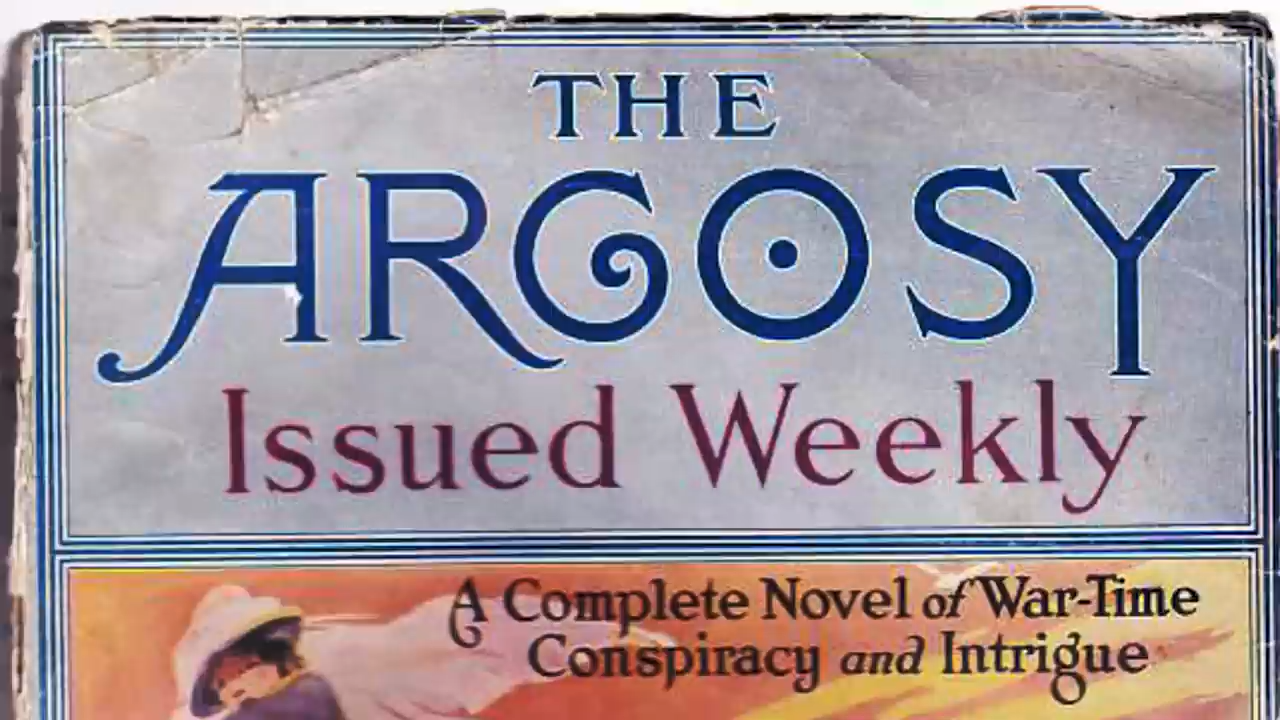 THE
ARGOSY
Issued Weekly
A Complete Novel of War-Time
Conspiracy and Intrigue